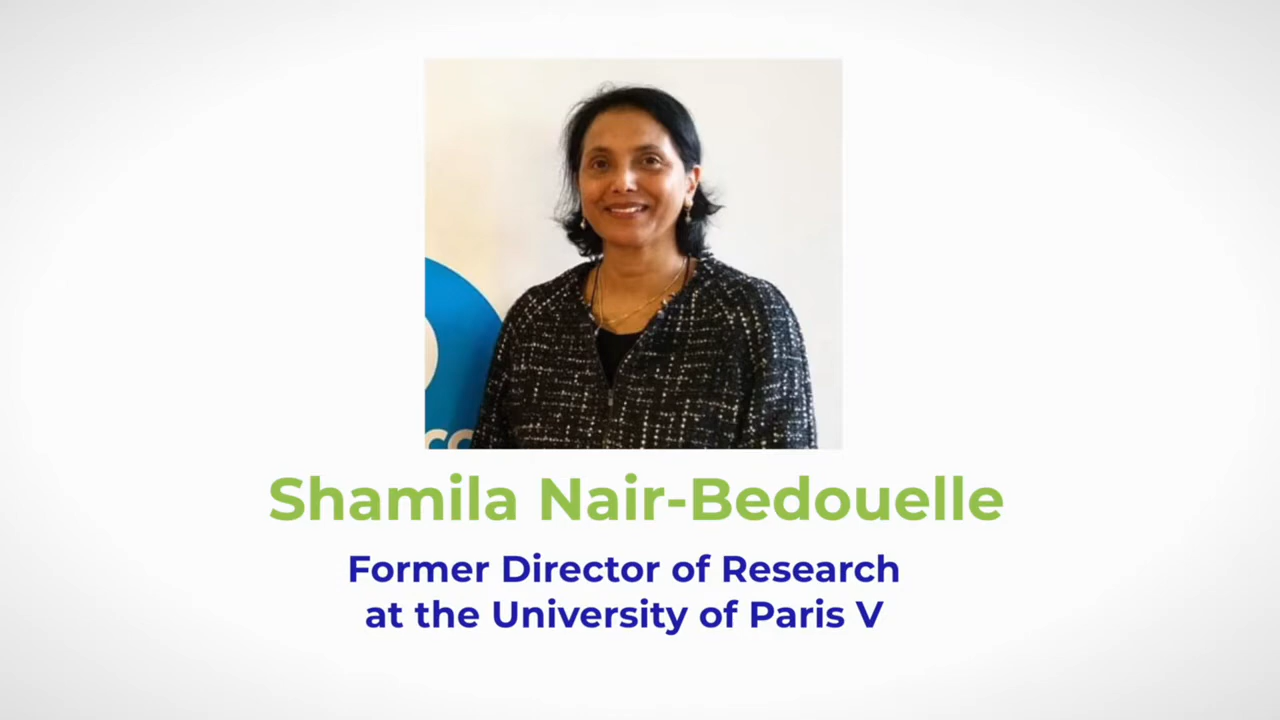 Shamila Nair-Bedouelle
Former Director of Research
at the University of Paris V